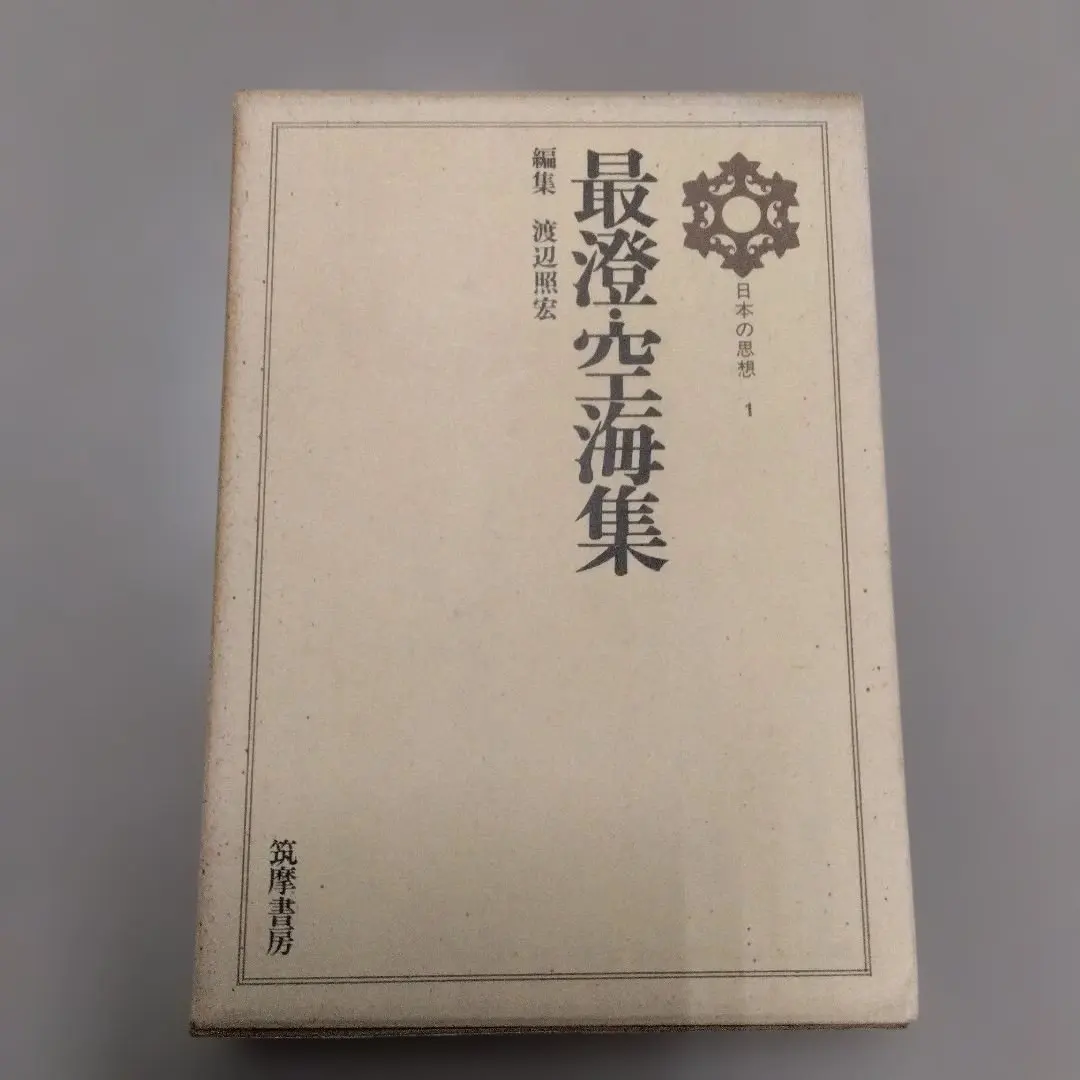 日本の思想 1
最澄・空海集
編集 渡辺照宏
筑摩書房